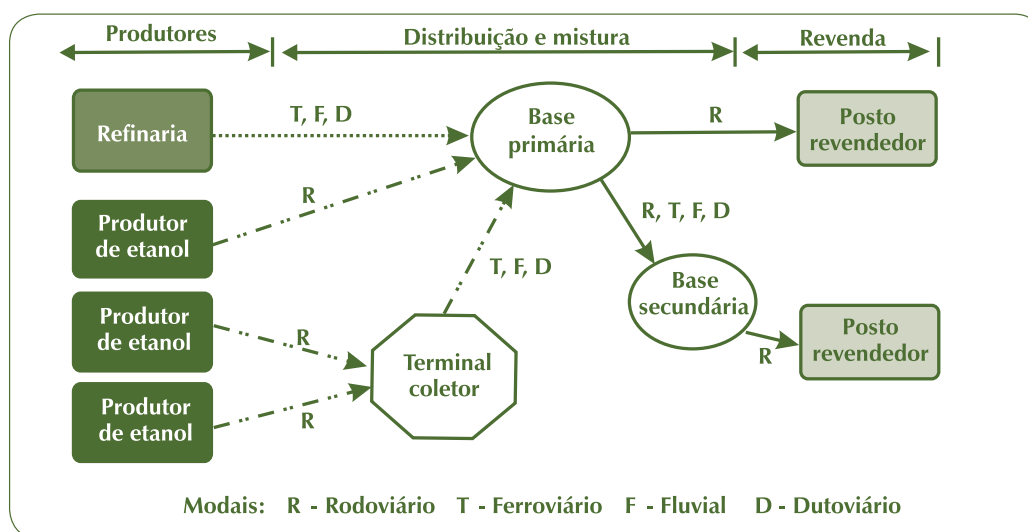 Produtores
Distribuição e mistura
Revenda
Refinaria
T, F, D
Base
primária
R
Posto
revendedor
R
Produtor
de etanol
R, T, F, D
T, F, D
Base
secundária
Produtor
de etanol
R
Terminal
coletor
R
Posto
revendedor
Produtor
de etanol
R
Modais: R - Rodoviário T - Ferroviário F - Fluvial D - Dutoviário